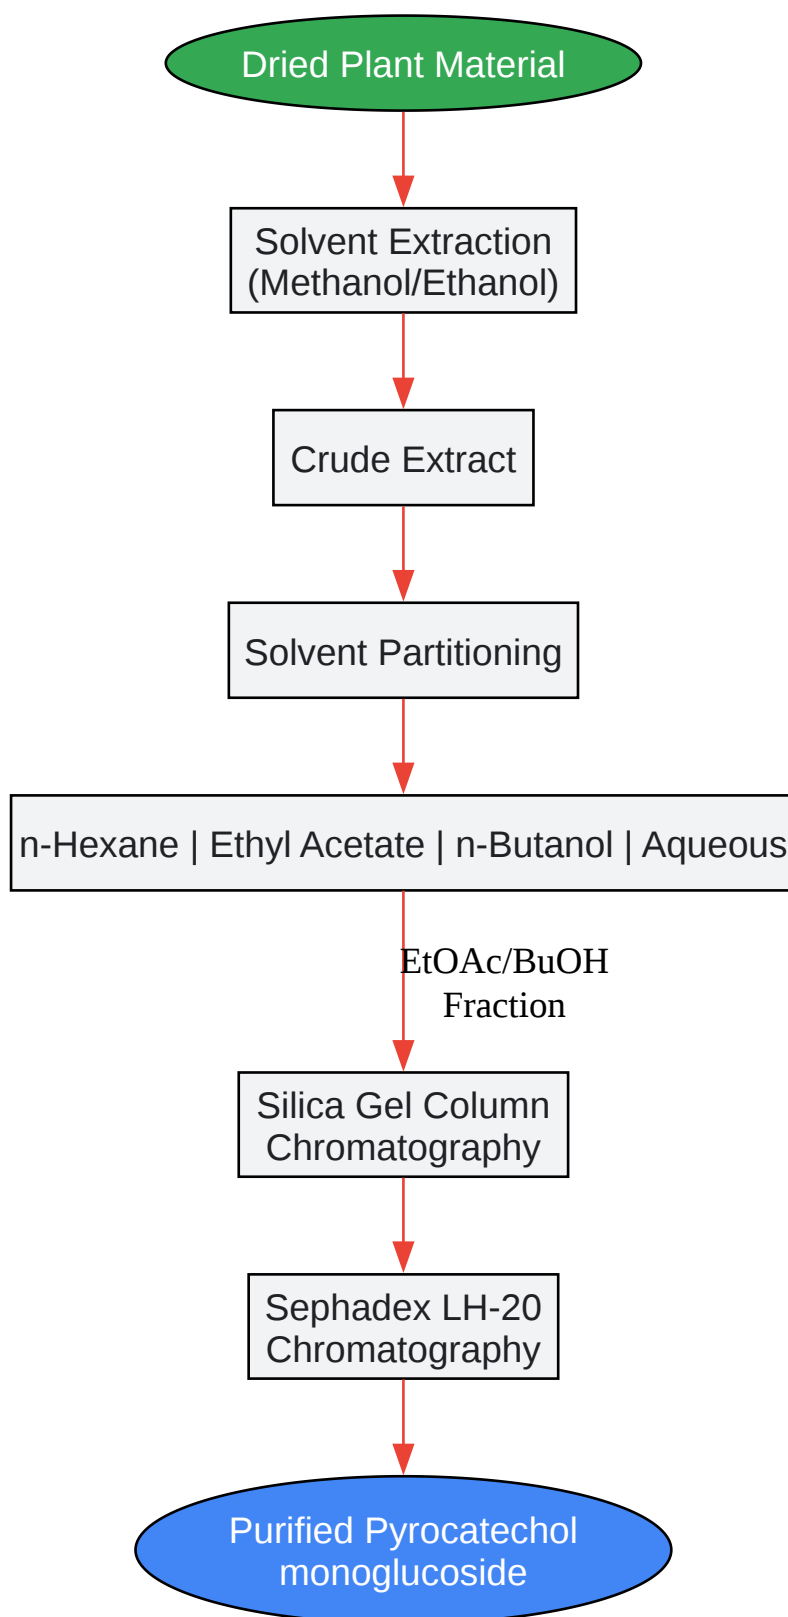 Dried Plant Material
Solvent Extraction
(Methanol/Ethanol)
Crude Extract
Solvent Partitioning
n-Hexane | Ethyl Acetate | n-Butanol | Aqueous
EtOAc/BuOH
Fraction
Silica Gel Column
Chromatography
Sephadex LH-20
Chromatography
Purified Pyrocatechol
monoglucoside